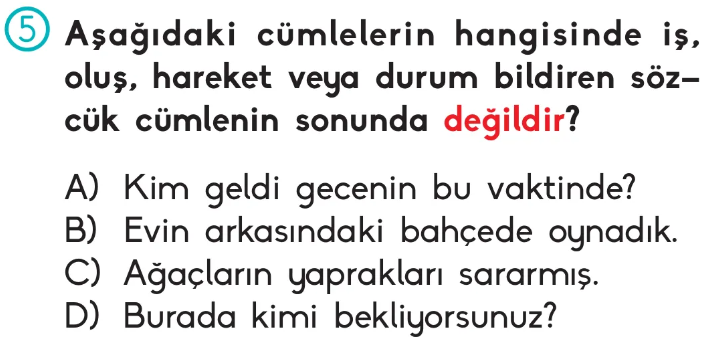 5 Aşağıdaki cümlelerin hangisinde iş,
oluş, hareket veya durum bildiren söz–
cük cümlenin sonunda değildir?
A) Kim geldi gecenin bu vaktinde?
B) Evin arkasındaki bahçede oynadık.
C) Ağaçların yaprakları sararmış.
D) Burada kimi bekliyorsunuz?